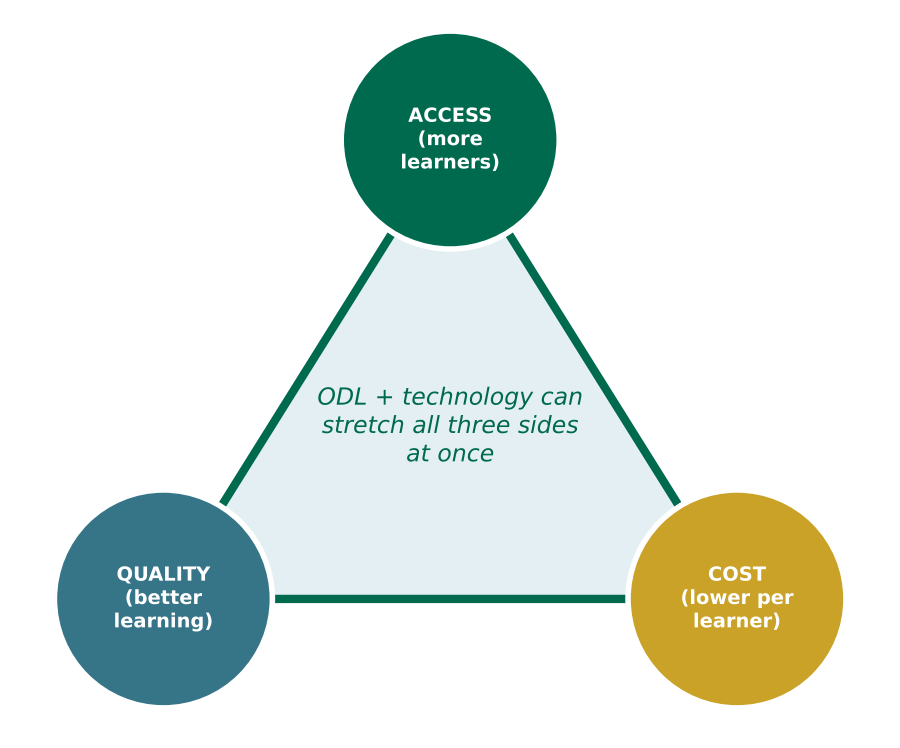 ACCESS
(more
learners)
ODL + technology can
stretch all three sides
at once
QUALITY
(better
learning)
COST
(lower per
learner)